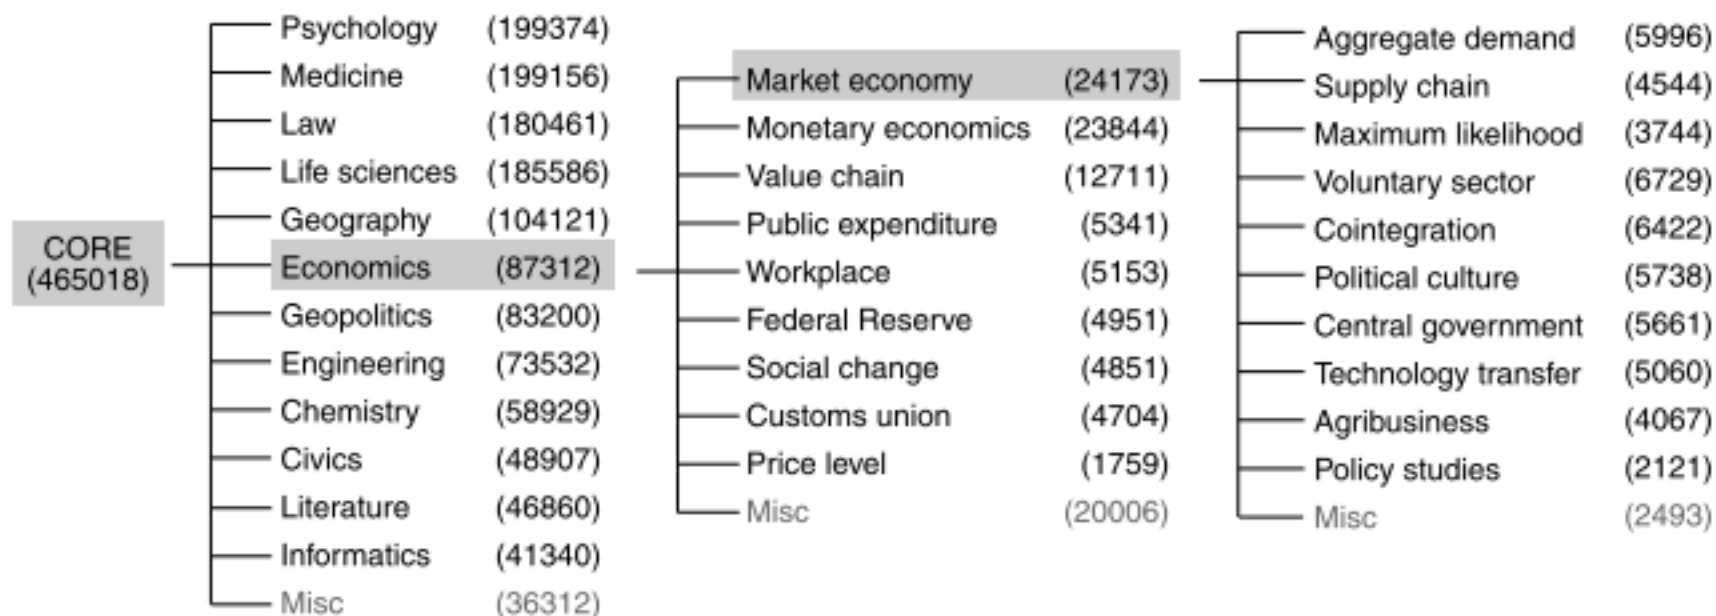 CORE
(465018)
Psychology (199374)
Medicine (199156)
Law (180461)
Life sciences (185586)
Geography (104121)
Economics (87312)
Geopolitics (83200)
Engineering (73532)
Chemistry (58929)
Civics (48907)
Literature (46860)
Informatics (41340)
Misc (36312)
Market economy (24173)
Monetary economics (23844)
Value chain (12711)
Public expenditure (5341)
Workplace (5153)
Federal Reserve (4951)
Social change (4851)
Customs union (4704)
Price level (1759)
Misc (20006)
Aggregate demand (5996)
Supply chain (4544)
Maximum likelihood (3744)
Voluntary sector (6729)
Cointegration (6422)
Political culture (5738)
Central government (5661)
Technology transfer (5060)
Agribusiness (4067)
Policy studies (2121)
Misc (2493)